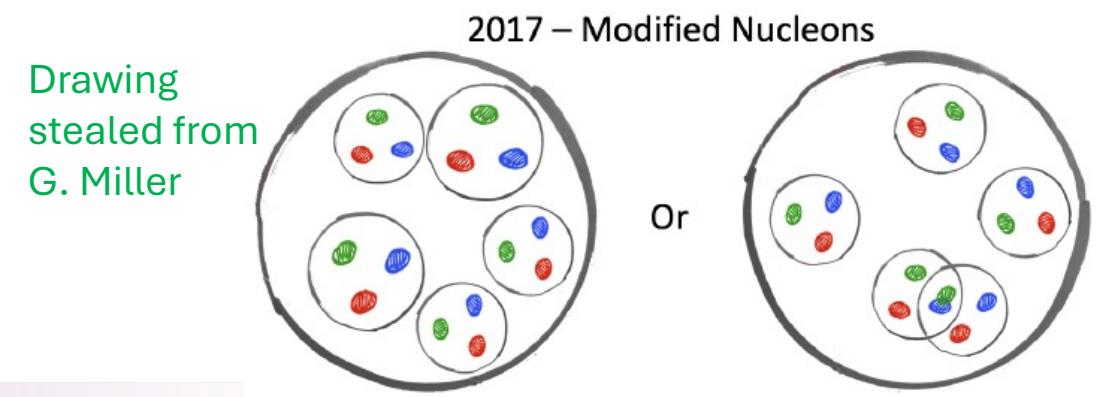 2017 – Modified Nucleons
Drawing
stealed from
G. Miller
Or